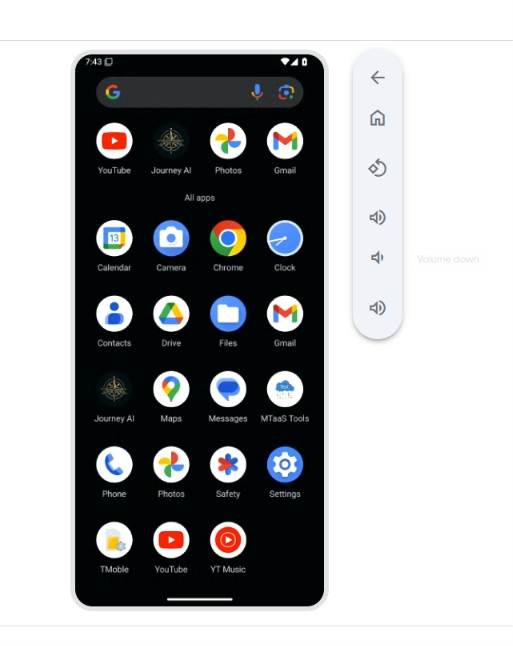 7:43
YouTube Journey AI Photos Gmail
All apps
13
Calendar Camera Chrome Clock
Contacts Drive Files Gmail
Journey AI Maps Messages MTaaS Tools
Phone Photos Safety Settings
TMoble YouTube YT Music
Volume down